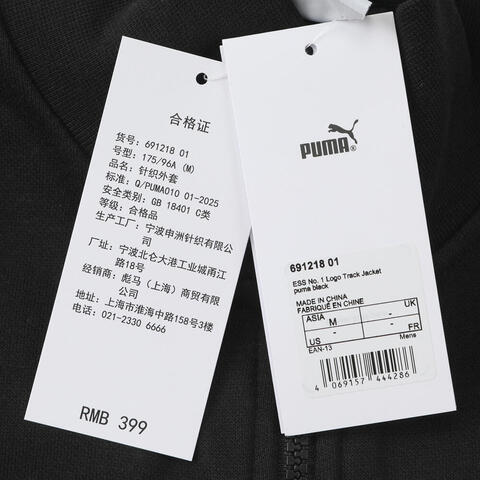 合格证
货号: 691218 01
号型: 175/96A (M)
品名: 针织外套
标准: Q/PUMA010 01-2025
安全类别: GB 18401 C类
等级: 合格品
生产工厂: 宁波申洲针织有限公
司
厂址: 宁波北仑大港工业城甬江
路18号
经销商: 彪马（上海）商贸有限
公司
地址: 上海市淮海中路158号3楼
电话: 021-2330 6666
RMB 399
PUMA
691218 01
ESS No. 1 Logo Track Jacket
puma black
MADE IN CHINA
FABRIQUÉ EN CHINE
ASIA M - UK
US - - FR
EAN-13 Mens
4 069157 444286